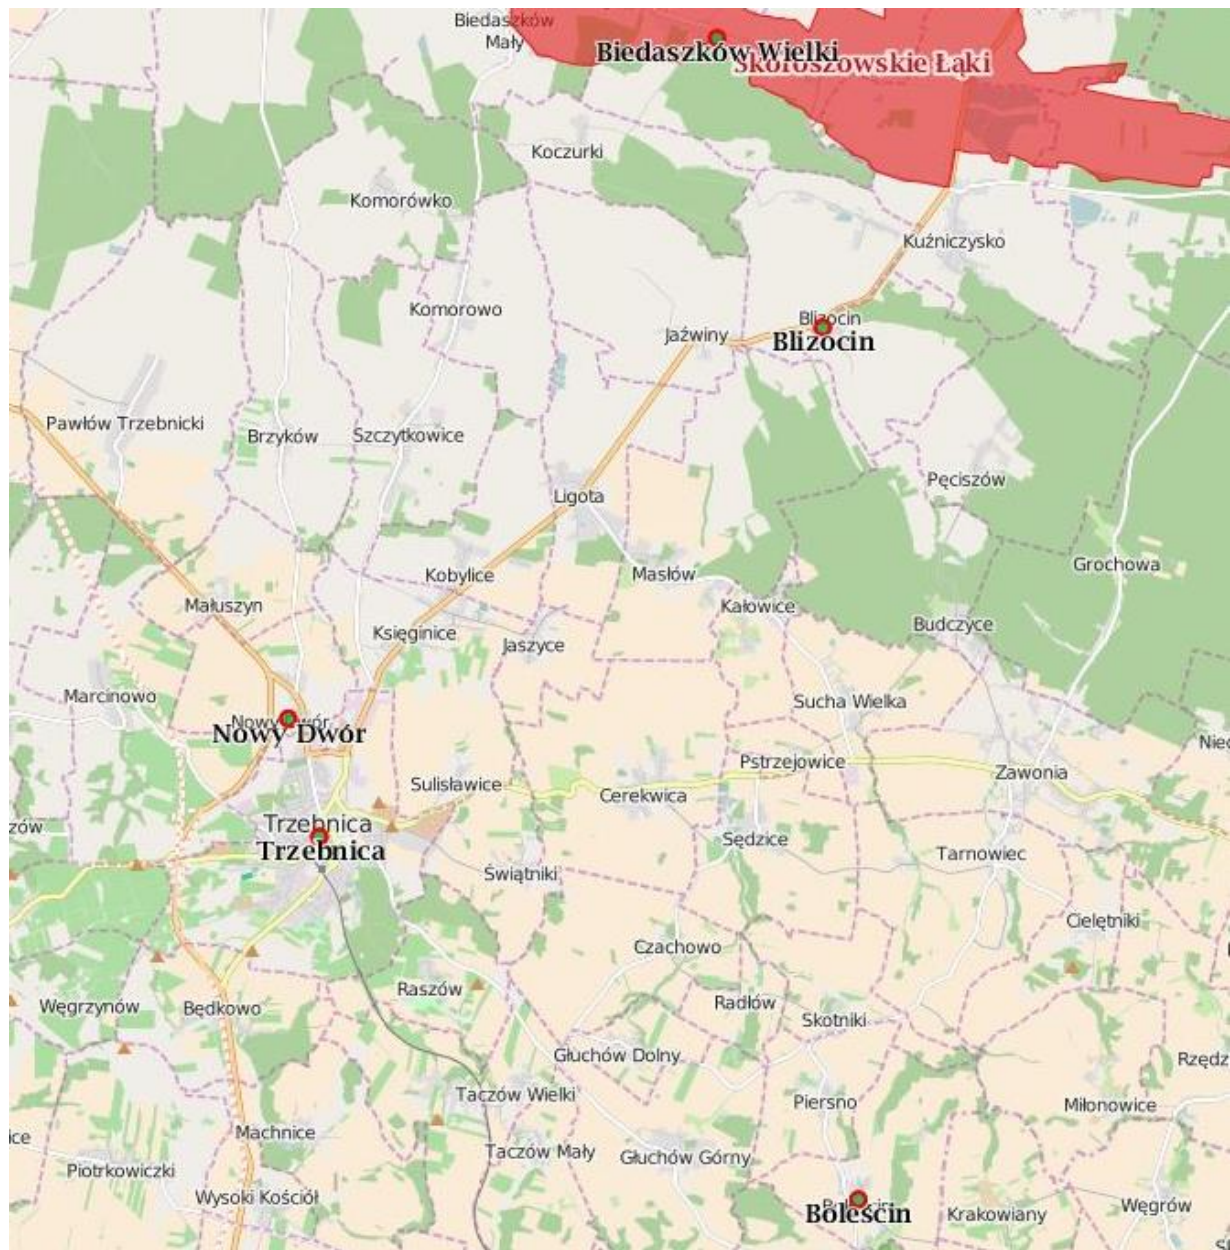 Biedaszków
Mały
Biedaszków Wielki
Skoroszowskie Łąki
Koczurki
Komorówko
Kuźniczysko
Komorowo
Blizocin
Jaźwiny
Blizocin
Pawłów Trzebnicki
Brzyków
Szczytkowice
Pęciszów
Ligota
Grochowa
Masłów
Kobylice
Małuszyn
Kałowice
Budczyce
Księginice
Jaszyce
Marcinowo
Sucha Wielka
Nowy Dwór
Nowy Dwór
Pstrzejowice
Zawonia
Sulisławice
Cerekwica
Trzebnica
Trzebnica
Sędzice
Tarnowiec
Świątniki
Cielętniki
Czachowo
Raszów
Radłów
Węgrzynów
Będkowo
Skotniki
Głuchów Dolny
Taczów Wielki
Piersno
Miłonowice
Machnice
Taczów Mały
Głuchów Górny
Piotrkowiczki
Wysoki Kościół
Boleścin
Krakowiany
Węgrów